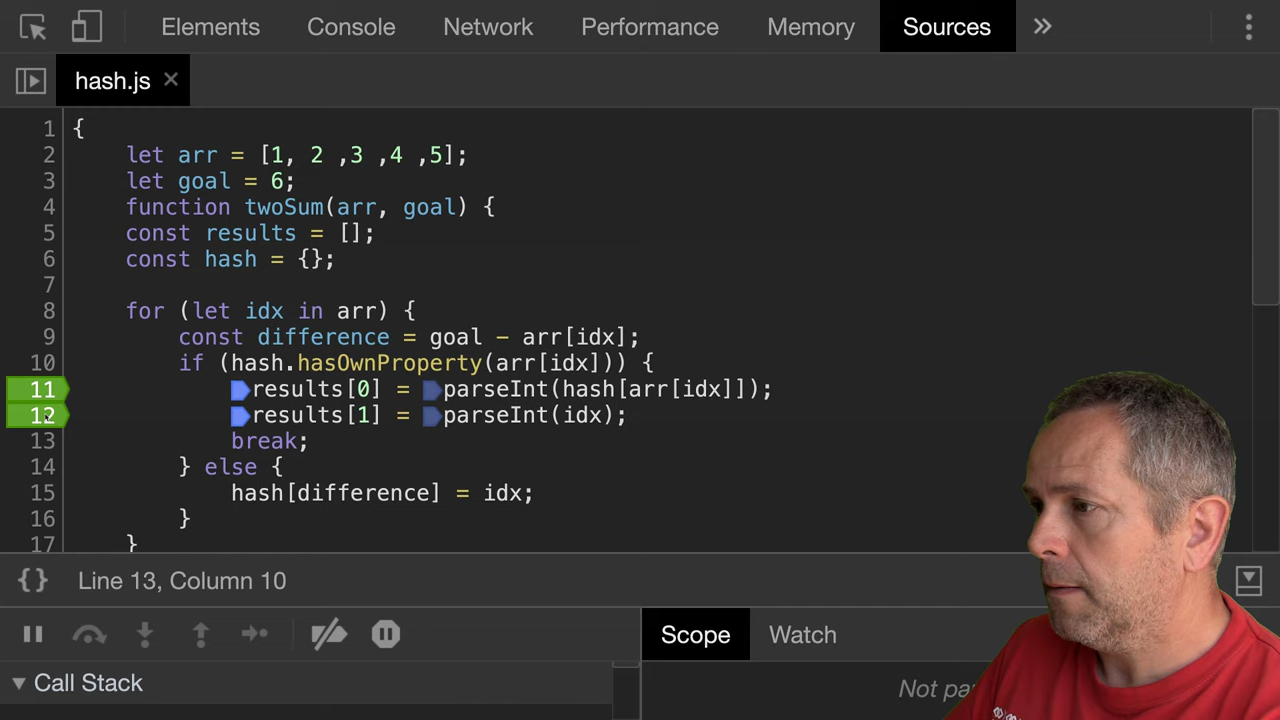 Elements Console Network Performance Memory Sources
hash.js
1 {
2 let arr = [1, 2 ,3 ,4 ,5];
3 let goal = 6;
4 function twoSum(arr, goal) {
5 const results = [];
6 const hash = {};
7
8 for (let idx in arr) {
9 const difference = goal - arr[idx];
10 if (hash.hasOwnProperty(arr[idx])) {
11 results[0] = parseInt(hash[arr[idx]]);
12 results[1] = parseInt(idx);
13 break;
14 } else {
15 hash[difference] = idx;
16 }
17 }
{} Line 13, Column 10
Scope Watch
Call Stack
Not